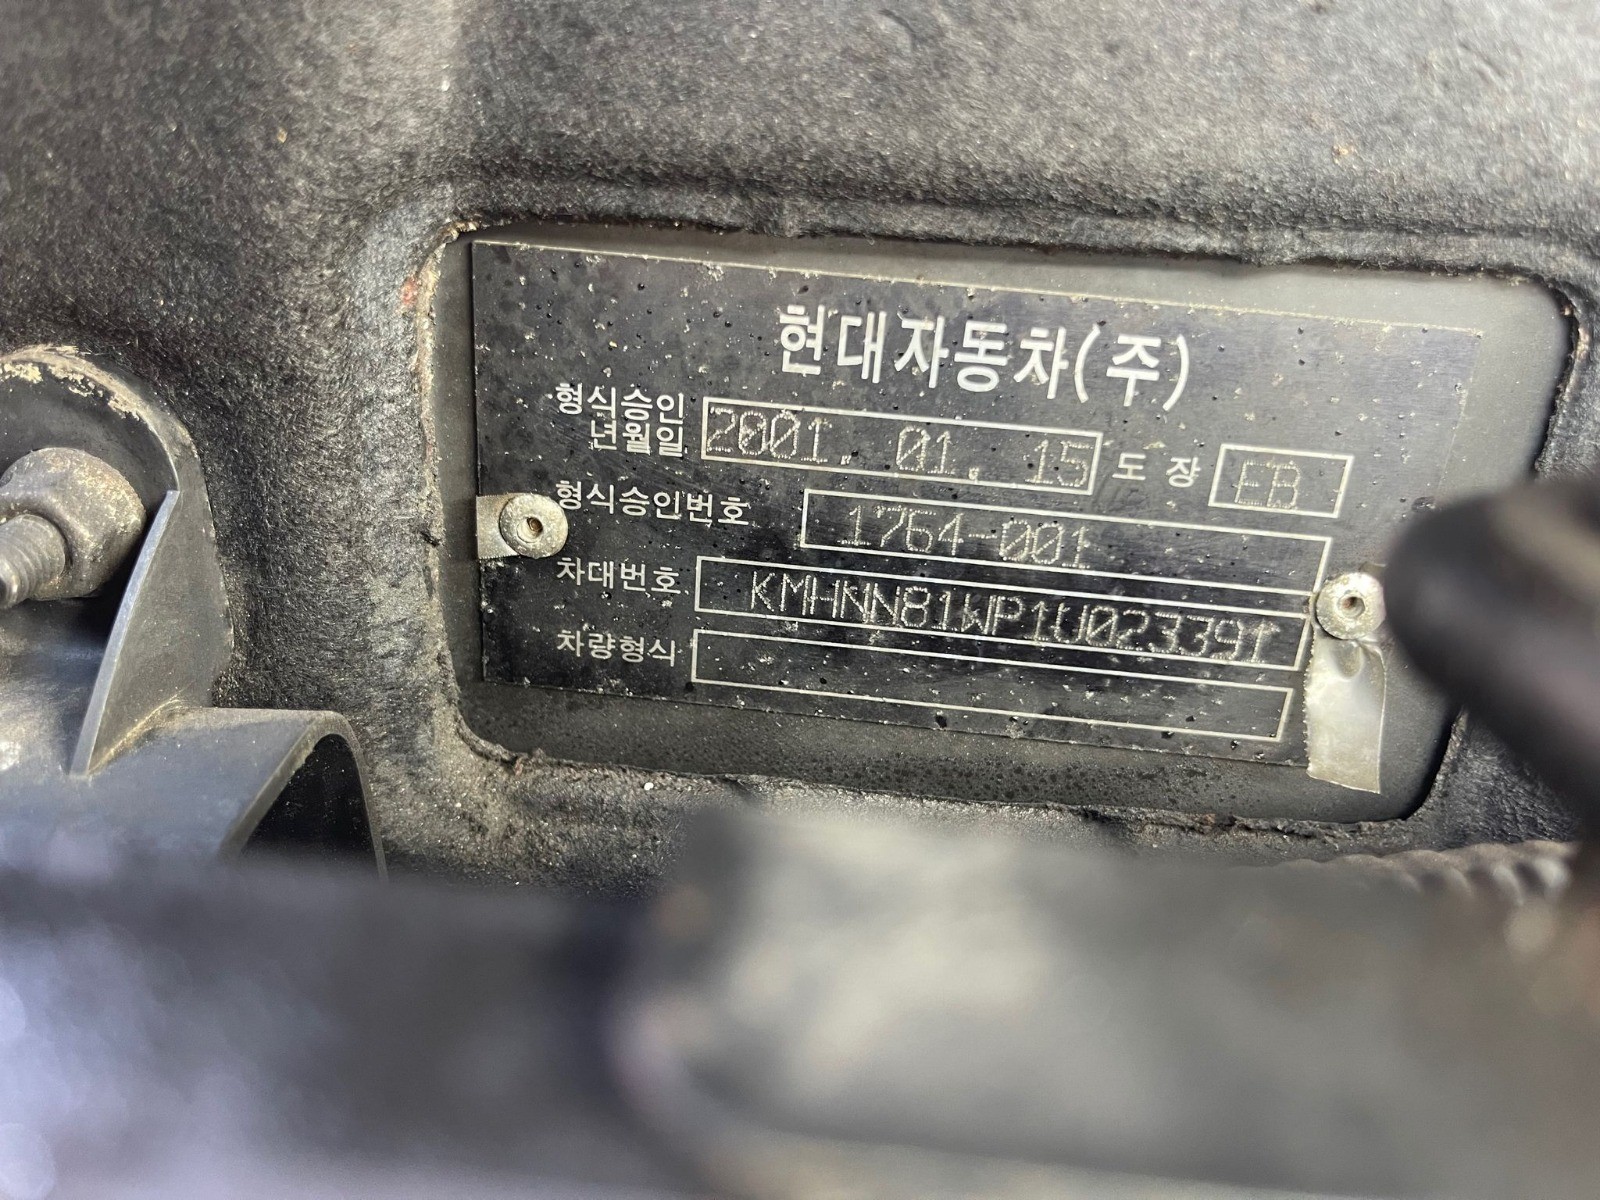 현대자동차(주)
형식승인
년월일 2001. 01. 15 도 장 EB
형식승인번호 1764-001
차대번호 KMHNN81WP1U023391
차량형식